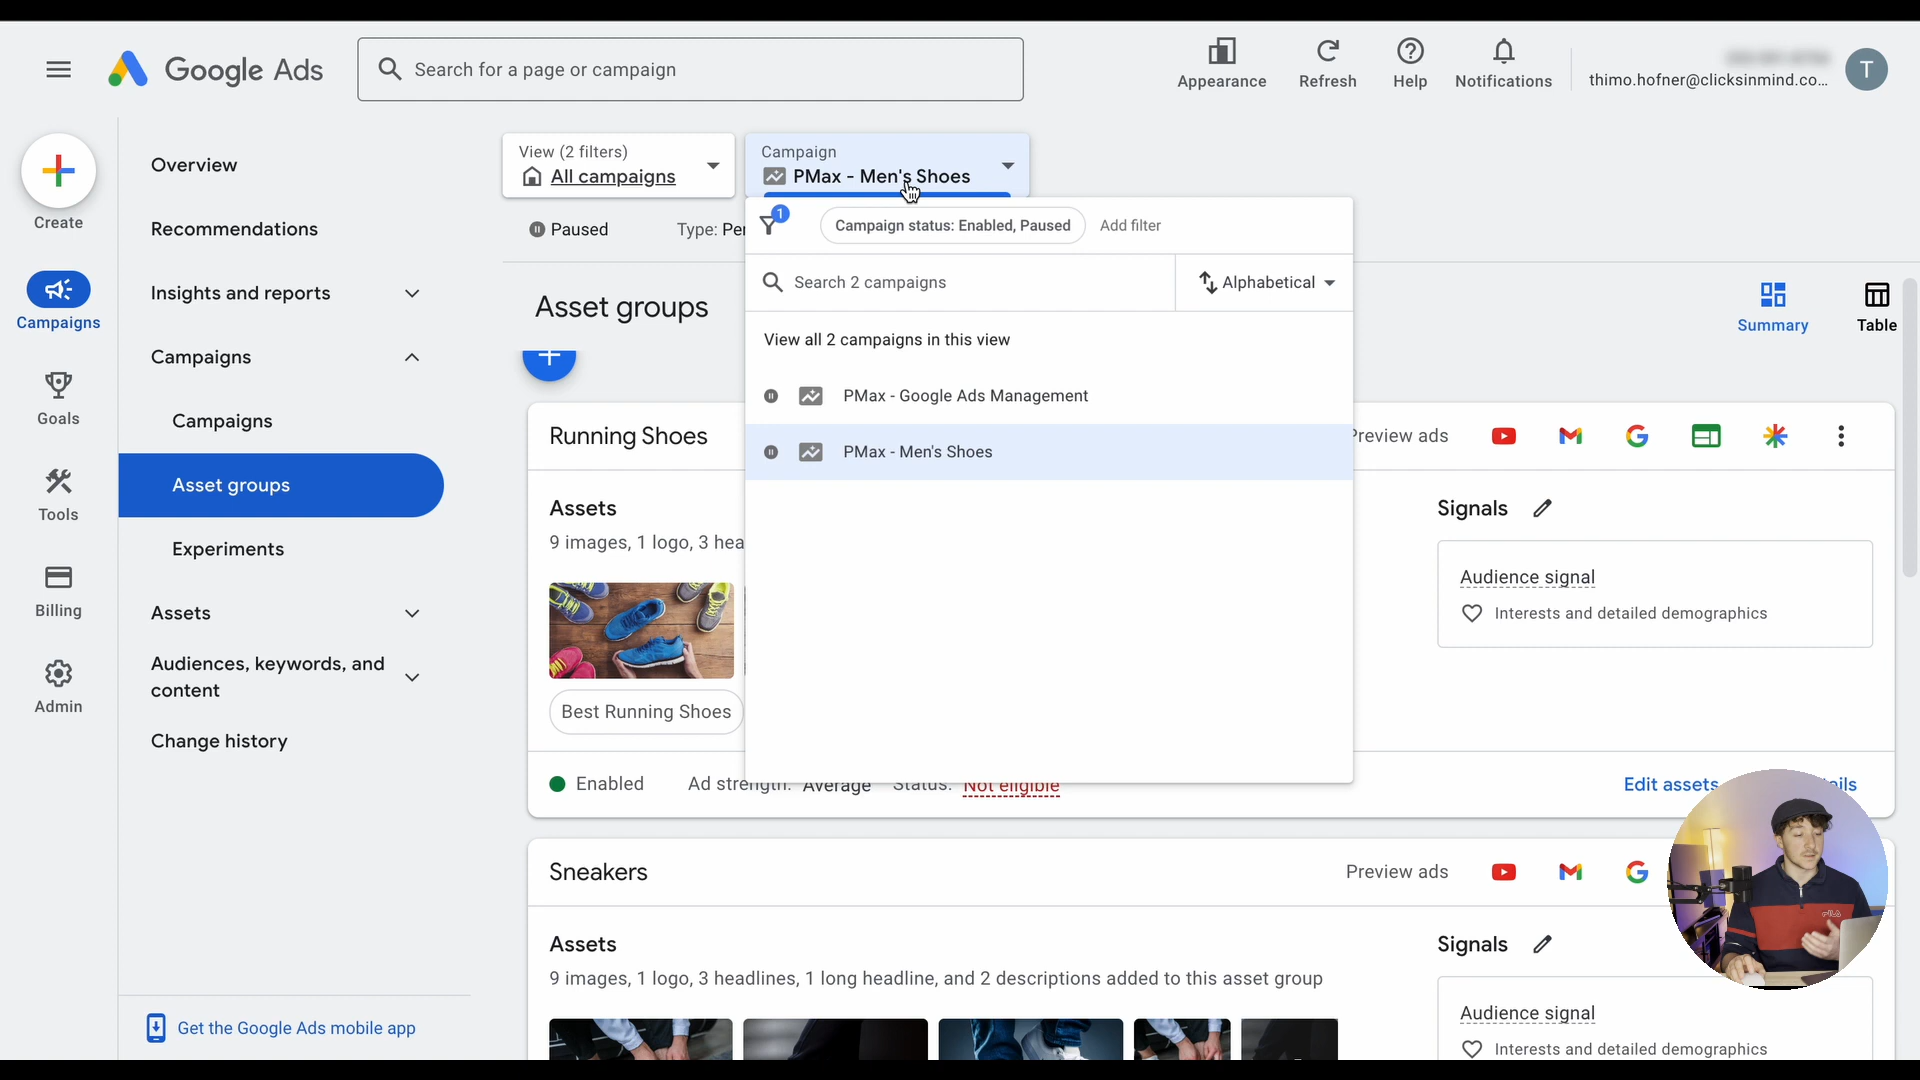 Google Ads
Search for a page or campaign
Appearance
Refresh
Help
Notifications
thimo.hofner@clicksinmind.co...
T
Create
Campaigns
Goals
Tools
Billing
Admin
Overview
Recommendations
Insights and reports
Campaigns
Campaigns
Asset groups
Experiments
Assets
Audiences, keywords, and
content
Change history
Get the Google Ads mobile app
View (2 filters)
All campaigns
Campaign
PMax - Men's Shoes
Paused
Type: Per
1
Campaign status: Enabled, Paused
Add filter
Search 2 campaigns
Alphabetical
View all 2 campaigns in this view
PMax - Google Ads Management
PMax - Men's Shoes
Asset groups
Summary
Table
Running Shoes
Preview ads
Assets
9 images, 1 logo, 3 hea
Best Running Shoes
Signals
Audience signal
Interests and detailed demographics
Enabled
Ad strength: Average
Status: Not eligible
Edit assets
ails
Sneakers
Preview ads
Assets
9 images, 1 logo, 3 headlines, 1 long headline, and 2 descriptions added to this asset group
Signals
Audience signal
Interests and detailed demographics
FILA